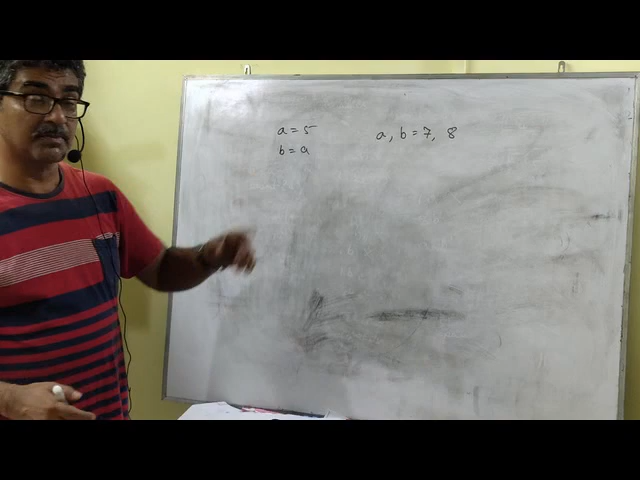 a = 5
b = a
a, b = 7, 8